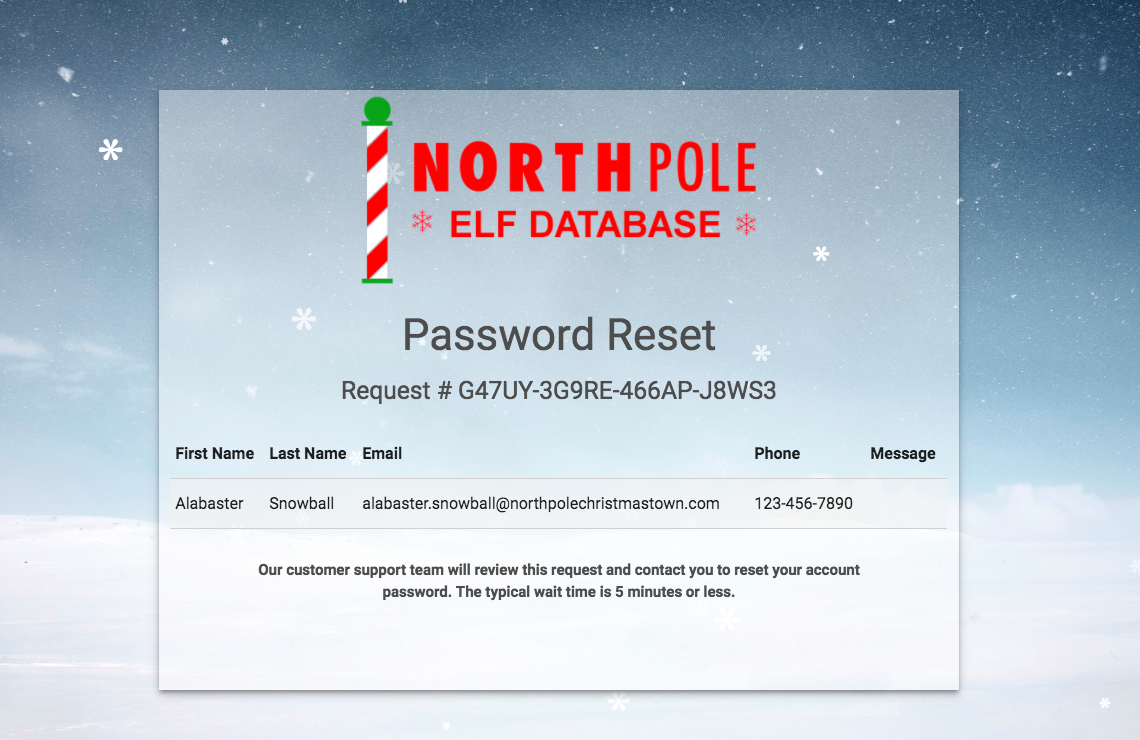 NORTH POLE
ELF DATABASE
Password Reset
Request # G47UY-3G9RE-466AP-J8WS3
First Name Last Name Email Phone Message
Alabaster Snowball alabaster.snowball@northpolechristmastown.com 123-456-7890
Our customer support team will review this request and contact you to reset your account
password. The typical wait time is 5 minutes or less.